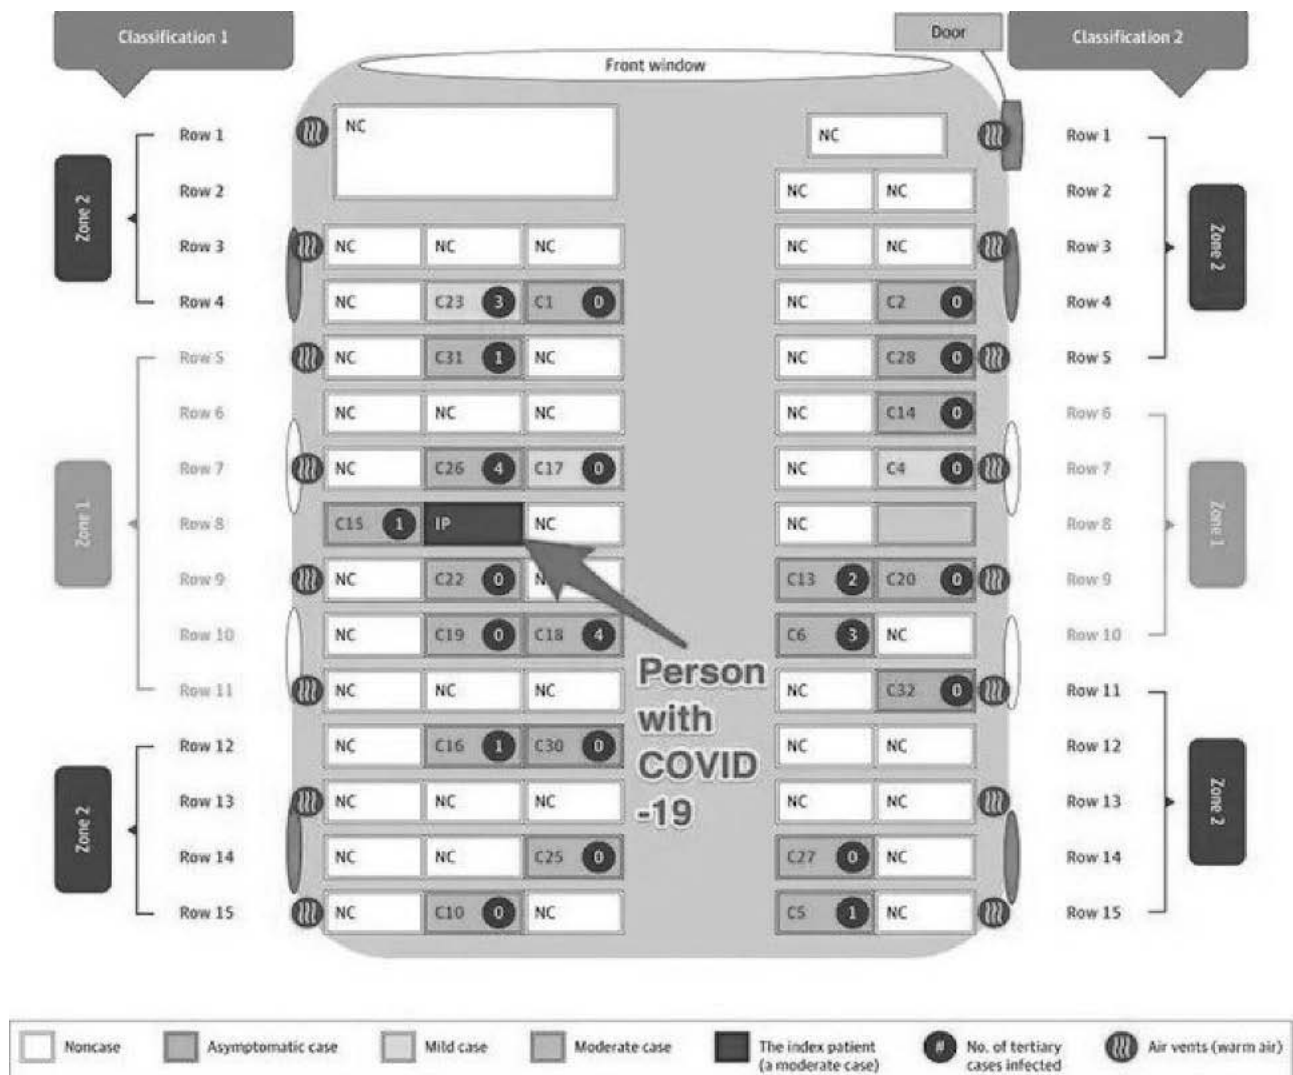 Classification 1
Door
Classification 2
Front window
Row 1 NC NC Row 1
Row 2 NC NC Row 2
Row 3 NC NC NC NC NC Row 3
Row 4 NC C23 3 C1 0 NC C2 0 Row 4
Row 5 NC C31 1 NC NC C28 0 Row 5
Row 6 NC NC NC NC C14 0 Row 6
Row 7 NC C26 4 C17 0 NC C4 0 Row 7
Row 8 C15 1 IP NC NC Row 8
Row 9 NC C22 0 C13 2 C20 0 Row 9
Row 10 NC C19 0 C18 4 C6 3 NC Row 10
Row 11 NC NC NC NC C32 0 Row 11
Row 12 NC C16 1 C30 0 NC NC Row 12
Row 13 NC NC NC NC NC Row 13
Row 14 NC NC C25 0 C27 0 NC Row 14
Row 15 NC C10 0 NC C5 1 NC Row 15
Zone 2
Zone 1
Zone 2
Zone 2
Zone 1
Zone 2
Person
with
COVID
-19
Noncase
Asymptomatic case
Mild case
Moderate case
The index patient
(a moderate case)
# No. of tertiary
cases infected
Air vents (warm air)